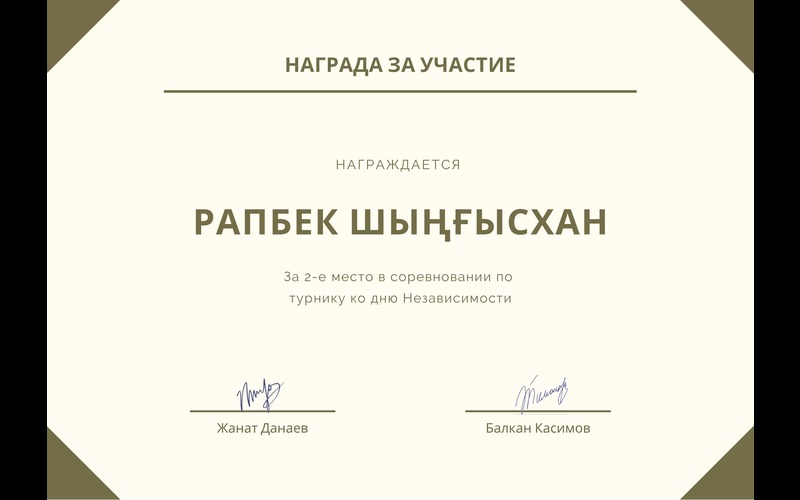 НАГРАДА ЗА УЧАСТИЕ
НАГРАЖДАЕТСЯ
РАПБЕК ШЫҢҒЫСХАН
За 2-е место в соревновании по
турнику ко дню Независимости
Жанат Данаев
Балкан Касимов